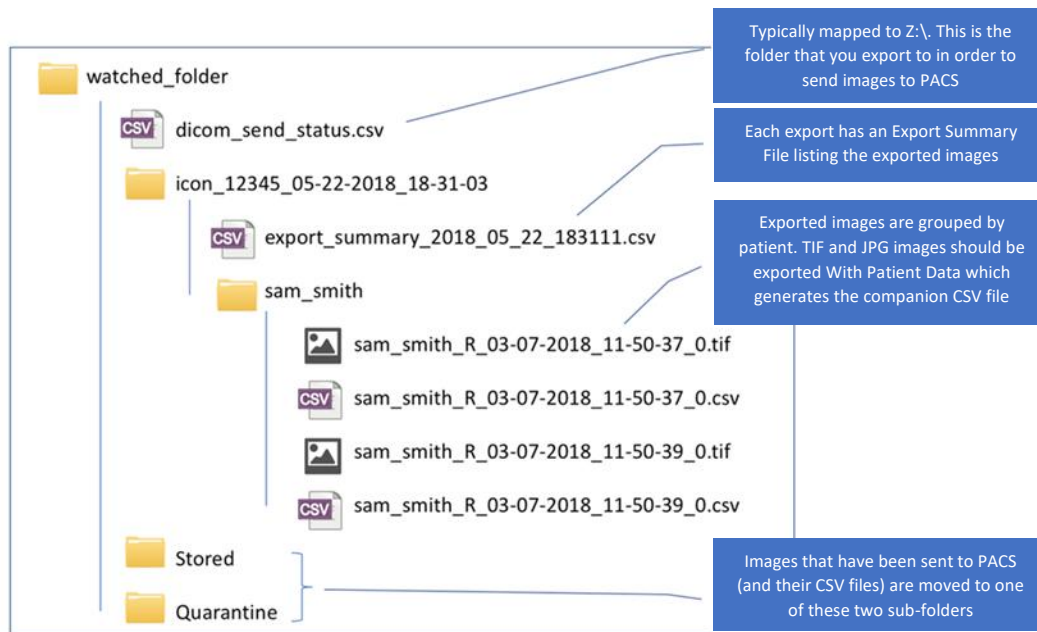 Typically mapped to Z:\. This is the
folder that you export to in order to
send images to PACS
watched_folder
CSV
dicom_send_status.csv
Each export has an Export Summary
File listing the exported images
icon_12345_05-22-2018_18-31-03
CSV
export_summary_2018_05_22_183111.csv
Exported images are grouped by
patient. TIF and JPG images should be
exported With Patient Data which
generates the companion CSV file
sam_smith
sam_smith_R_03-07-2018_11-50-37_0.tif
CSV
sam_smith_R_03-07-2018_11-50-37_0.csv
sam_smith_R_03-07-2018_11-50-39_0.tif
CSV
sam_smith_R_03-07-2018_11-50-39_0.csv
Stored
Quarantine
Images that have been sent to PACS
(and their CSV files) are moved to one
of these two sub-folders